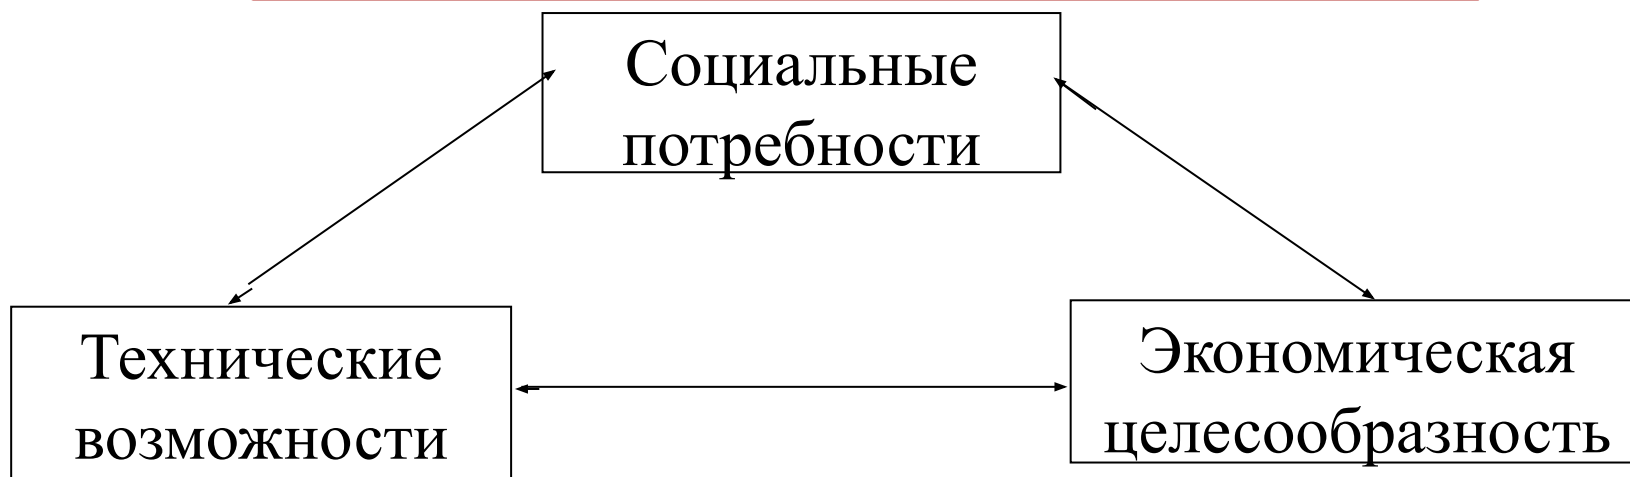 Социальные
потребности
Технические
возможности
Экономическая
целесообразность